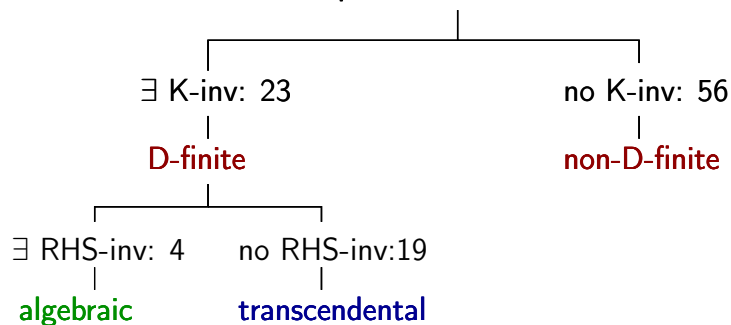 ∃ K-inv: 23 no K-inv: 56
D-finite non-D-finite
∃ RHS-inv: 4 no RHS-inv:19
algebraic transcendental